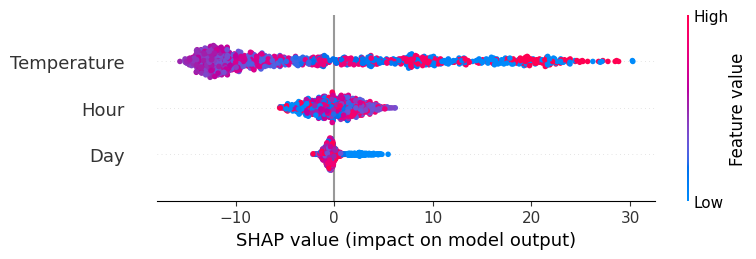 High
Temperature
Hour
Day
Feature value
Low
−10 0 10 20 30
SHAP value (impact on model output)